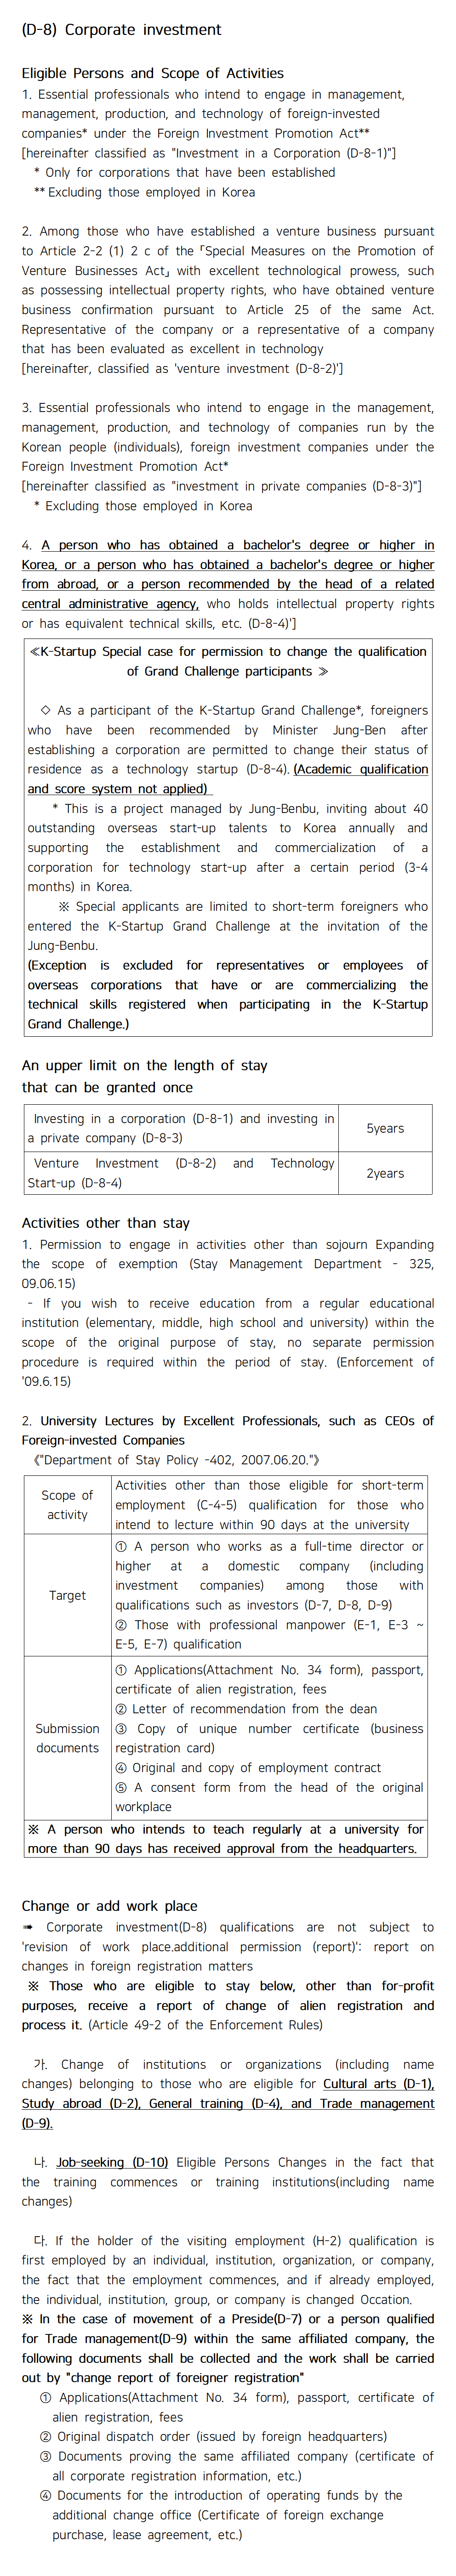 (D-8) Corporate investment
Eligible Persons and Scope of Activities
1. Essential professionals who intend to engage in management,
management, production, and technology of foreign-invested
companies* under the Foreign Investment Promotion Act**
[hereinafter classified as "Investment in a Corporation (D-8-1)"]
* Only for corporations that have been established
** Excluding those employed in Korea
2. Among those who have established a venture business pursuant
to Article 2-2 (1) 2 c of the 「Special Measures on the Promotion of
Venture Businesses Act」 with excellent technological prowess, such
as possessing intellectual property rights, who have obtained venture
business confirmation pursuant to Article 25 of the same Act.
Representative of the company or a representative of a company
that has been evaluated as excellent in technology
[hereinafter, classified as 'venture investment (D-8-2)']
3. Essential professionals who intend to engage in the management,
management, production, and technology of companies run by the
Korean people (individuals), foreign investment companies under the
Foreign Investment Promotion Act*
[hereinafter classified as "investment in private companies (D-8-3)"]
* Excluding those employed in Korea
4. A person who has obtained a bachelor's degree or higher in
Korea, or a person who has obtained a bachelor's degree or higher
from abroad, or a person recommended by the head of a related
central administrative agency, who holds intellectual property rights
or has equivalent technical skills, etc. (D-8-4)']
≪K-Startup Special case for permission to change the qualification
of Grand Challenge participants ≫
◇ As a participant of the K-Startup Grand Challenge*, foreigners
who have been recommended by Minister Jung-Ben after
establishing a corporation are permitted to change their status of
residence as a technology startup (D-8-4). (Academic qualification
and score system not applied)
* This is a project managed by Jung-Benbu, inviting about 40
outstanding overseas start-up talents to Korea annually and
supporting the establishment and commercialization of a
corporation for technology start-up after a certain period (3-4
months) in Korea.
※ Special applicants are limited to short-term foreigners who
entered the K-Startup Grand Challenge at the invitation of the
Jung-Benbu.
(Exception is excluded for representatives or employees of
overseas corporations that have or are commercializing the
technical skills registered when participating in the K-Startup
Grand Challenge.)
An upper limit on the length of stay
that can be granted once
Investing in a corporation (D-8-1) and investing in
a private company (D-8-3)
5years
Venture Investment (D-8-2) and Technology
Start-up (D-8-4)
2years
Activities other than stay
1. Permission to engage in activities other than sojourn Expanding
the scope of exemption (Stay Management Department - 325,
09.06.15)
- If you wish to receive education from a regular educational
institution (elementary, middle, high school and university) within the
scope of the original purpose of stay, no separate permission
procedure is required within the period of stay. (Enforcement of
'09.6.15)
2. University Lectures by Excellent Professionals, such as CEOs of
Foreign-invested Companies
《"Department of Stay Policy -402, 2007.06.20."》
Scope of
activity
Activities other than those eligible for short-term
employment (C-4-5) qualification for those who
intend to lecture within 90 days at the university
Target
① A person who works as a full-time director or
higher at a domestic company (including
investment companies) among those with
qualifications such as investors (D-7, D-8, D-9)
② Those with professional manpower (E-1, E-3 ~
E-5, E-7) qualification
Submission
documents
① Applications(Attachment No. 34 form), passport,
certificate of alien registration, fees
② Letter of recommendation from the dean
③ Copy of unique number certificate (business
registration card)
④ Original and copy of employment contract
⑤ A consent form from the head of the original
workplace
※ A person who intends to teach regularly at a university for
more than 90 days has received approval from the headquarters.
Change or add work place
➠ Corporate investment(D-8) qualifications are not subject to
'revision of work place.additional permission (report)': report on
changes in foreign registration matters
※ Those who are eligible to stay below, other than for-profit
purposes, receive a report of change of alien registration and
process it. (Article 49-2 of the Enforcement Rules)
가. Change of institutions or organizations (including name
changes) belonging to those who are eligible for Cultural arts (D-1),
Study abroad (D-2), General training (D-4), and Trade management
(D-9).
나. Job-seeking (D-10) Eligible Persons Changes in the fact that
the training commences or training institutions(including name
changes)
다. If the holder of the visiting employment (H-2) qualification is
first employed by an individual, institution, organization, or company,
the fact that the employment commences, and if already employed,
the individual, institution, group, or company is changed Occation.
※ In the case of movement of a Preside(D-7) or a person qualified
for Trade management(D-9) within the same affiliated company, the
following documents shall be collected and the work shall be carried
out by "change report of foreigner registration"
① Applications(Attachment No. 34 form), passport, certificate of
alien registration, fees
② Original dispatch order (issued by foreign headquarters)
③ Documents proving the same affiliated company (certificate of
all corporate registration information, etc.)
④ Documents for the introduction of operating funds by the
additional change office (Certificate of foreign exchange
purchase, lease agreement, etc.)